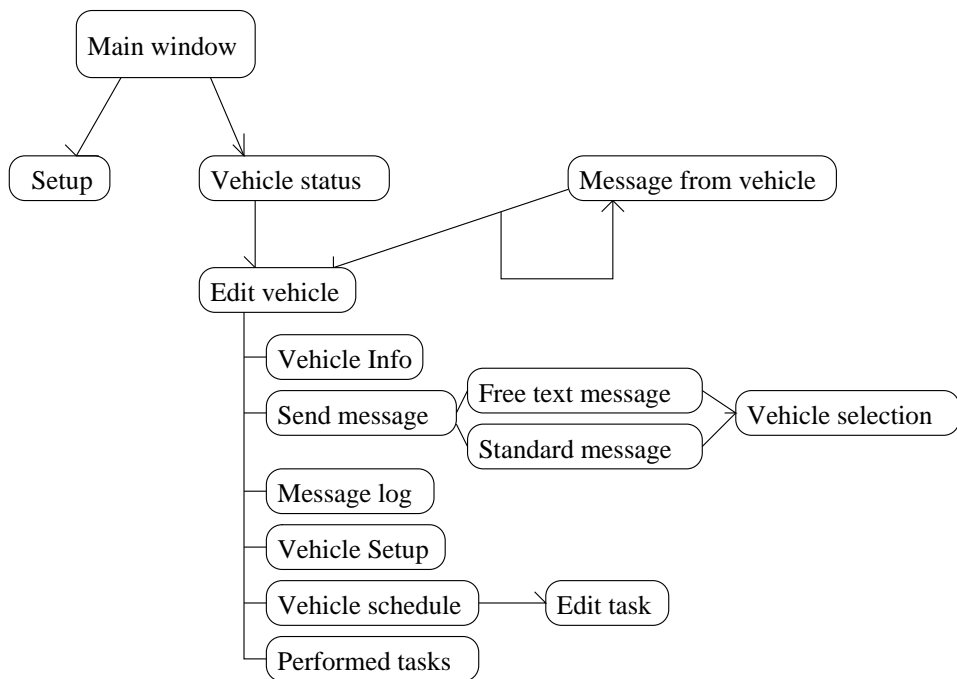 Main window
Setup
Vehicle status
Message from vehicle
Edit vehicle
Vehicle Info
Send message
Free text message
Standard message
Vehicle selection
Message log
Vehicle Setup
Vehicle schedule
Edit task
Performed tasks